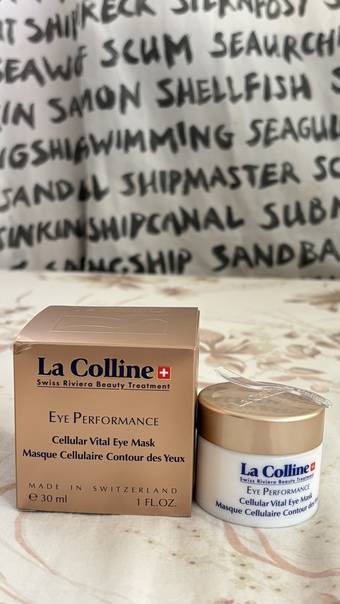 SCUM SEAURCH
SALMON SHELLFISH
SWIMMING SEAGUL
SANDAL SHIPMASTER
SHIPCANAL SUBM
SHIP SANDBA
La Colline
Swiss Riviera Beauty Treatment
EYE PERFORMANCE
Cellular Vital Eye Mask
Masque Cellulaire Contour des Yeux
MADE IN SWITZERLAND
℮ 30 ml 1 FL.OZ.
La Colline
Swiss Riviera Beauty Treatment
EYE PERFORMANCE
Cellular Vital Eye Mask
Masque Cellulaire Contour des